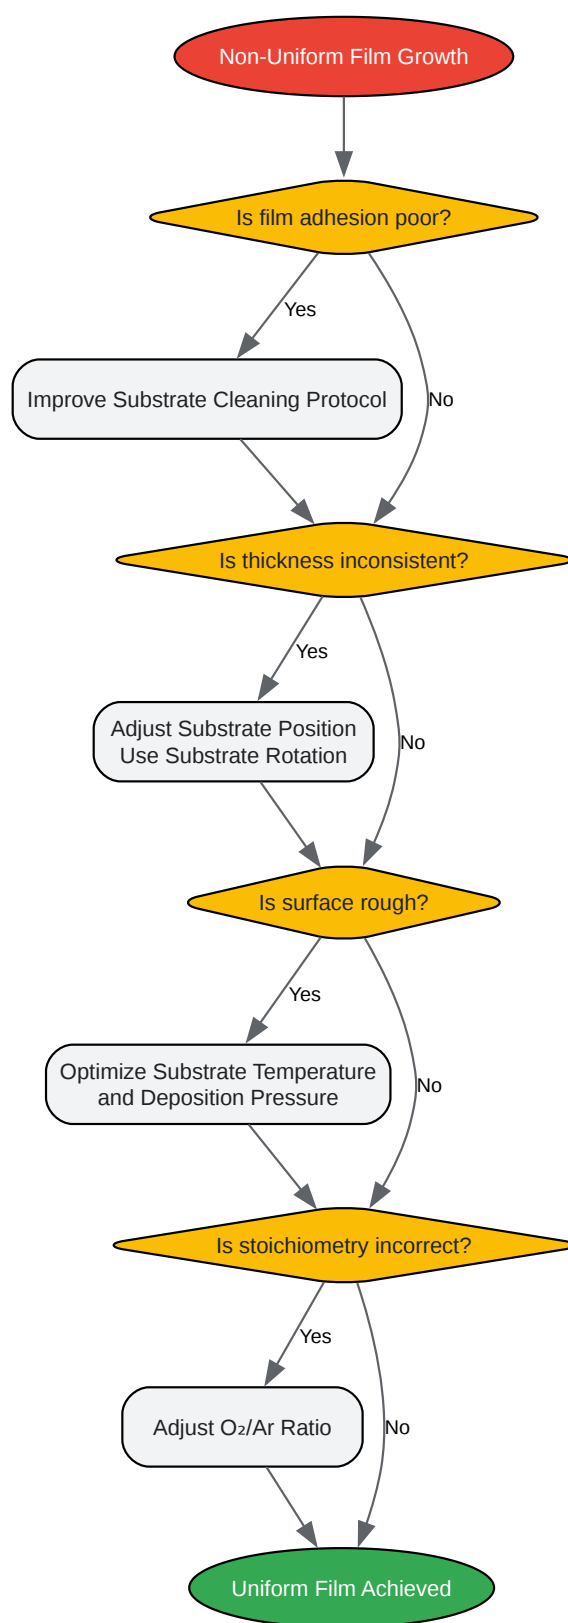 Non-Uniform Film Growth
Is film adhesion poor?
Yes
Improve Substrate Cleaning Protocol
No
Is thickness inconsistent?
Yes
Adjust Substrate Position
Use Substrate Rotation
No
Is surface rough?
Yes
Optimize Substrate Temperature
and Deposition Pressure
No
Is stoichiometry incorrect?
Yes
Adjust O₂/Ar Ratio
No
Uniform Film Achieved